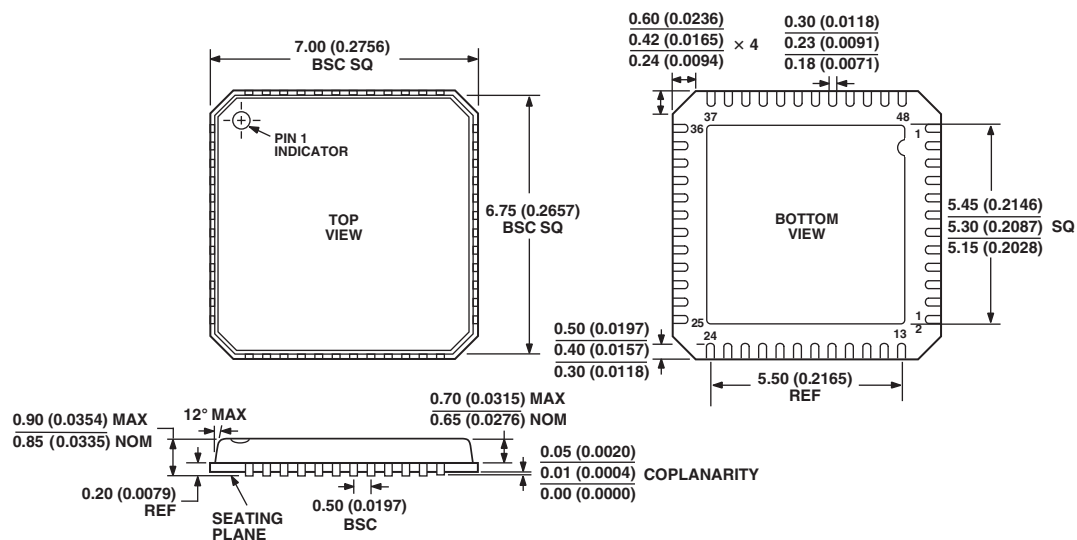 7.00 (0.2756)
BSC SQ
PIN 1
INDICATOR
TOP
VIEW
6.75 (0.2657)
BSC SQ
0.60 (0.0236)
0.42 (0.0165) × 4
0.24 (0.0094)
0.30 (0.0118)
0.23 (0.0091)
0.18 (0.0071)
37
48
36
1
BOTTOM
VIEW
5.45 (0.2146)
5.30 (0.2087) SQ
5.15 (0.2028)
25
1
2
24
13
0.50 (0.0197)
0.40 (0.0157)
0.30 (0.0118)
5.50 (0.2165)
REF
0.90 (0.0354) MAX
0.85 (0.0335) NOM
12° MAX
0.70 (0.0315) MAX
0.65 (0.0276) NOM
0.20 (0.0079)
REF
SEATING
PLANE
0.50 (0.0197)
BSC
0.05 (0.0020)
0.01 (0.0004) COPLANARITY
0.00 (0.0000)